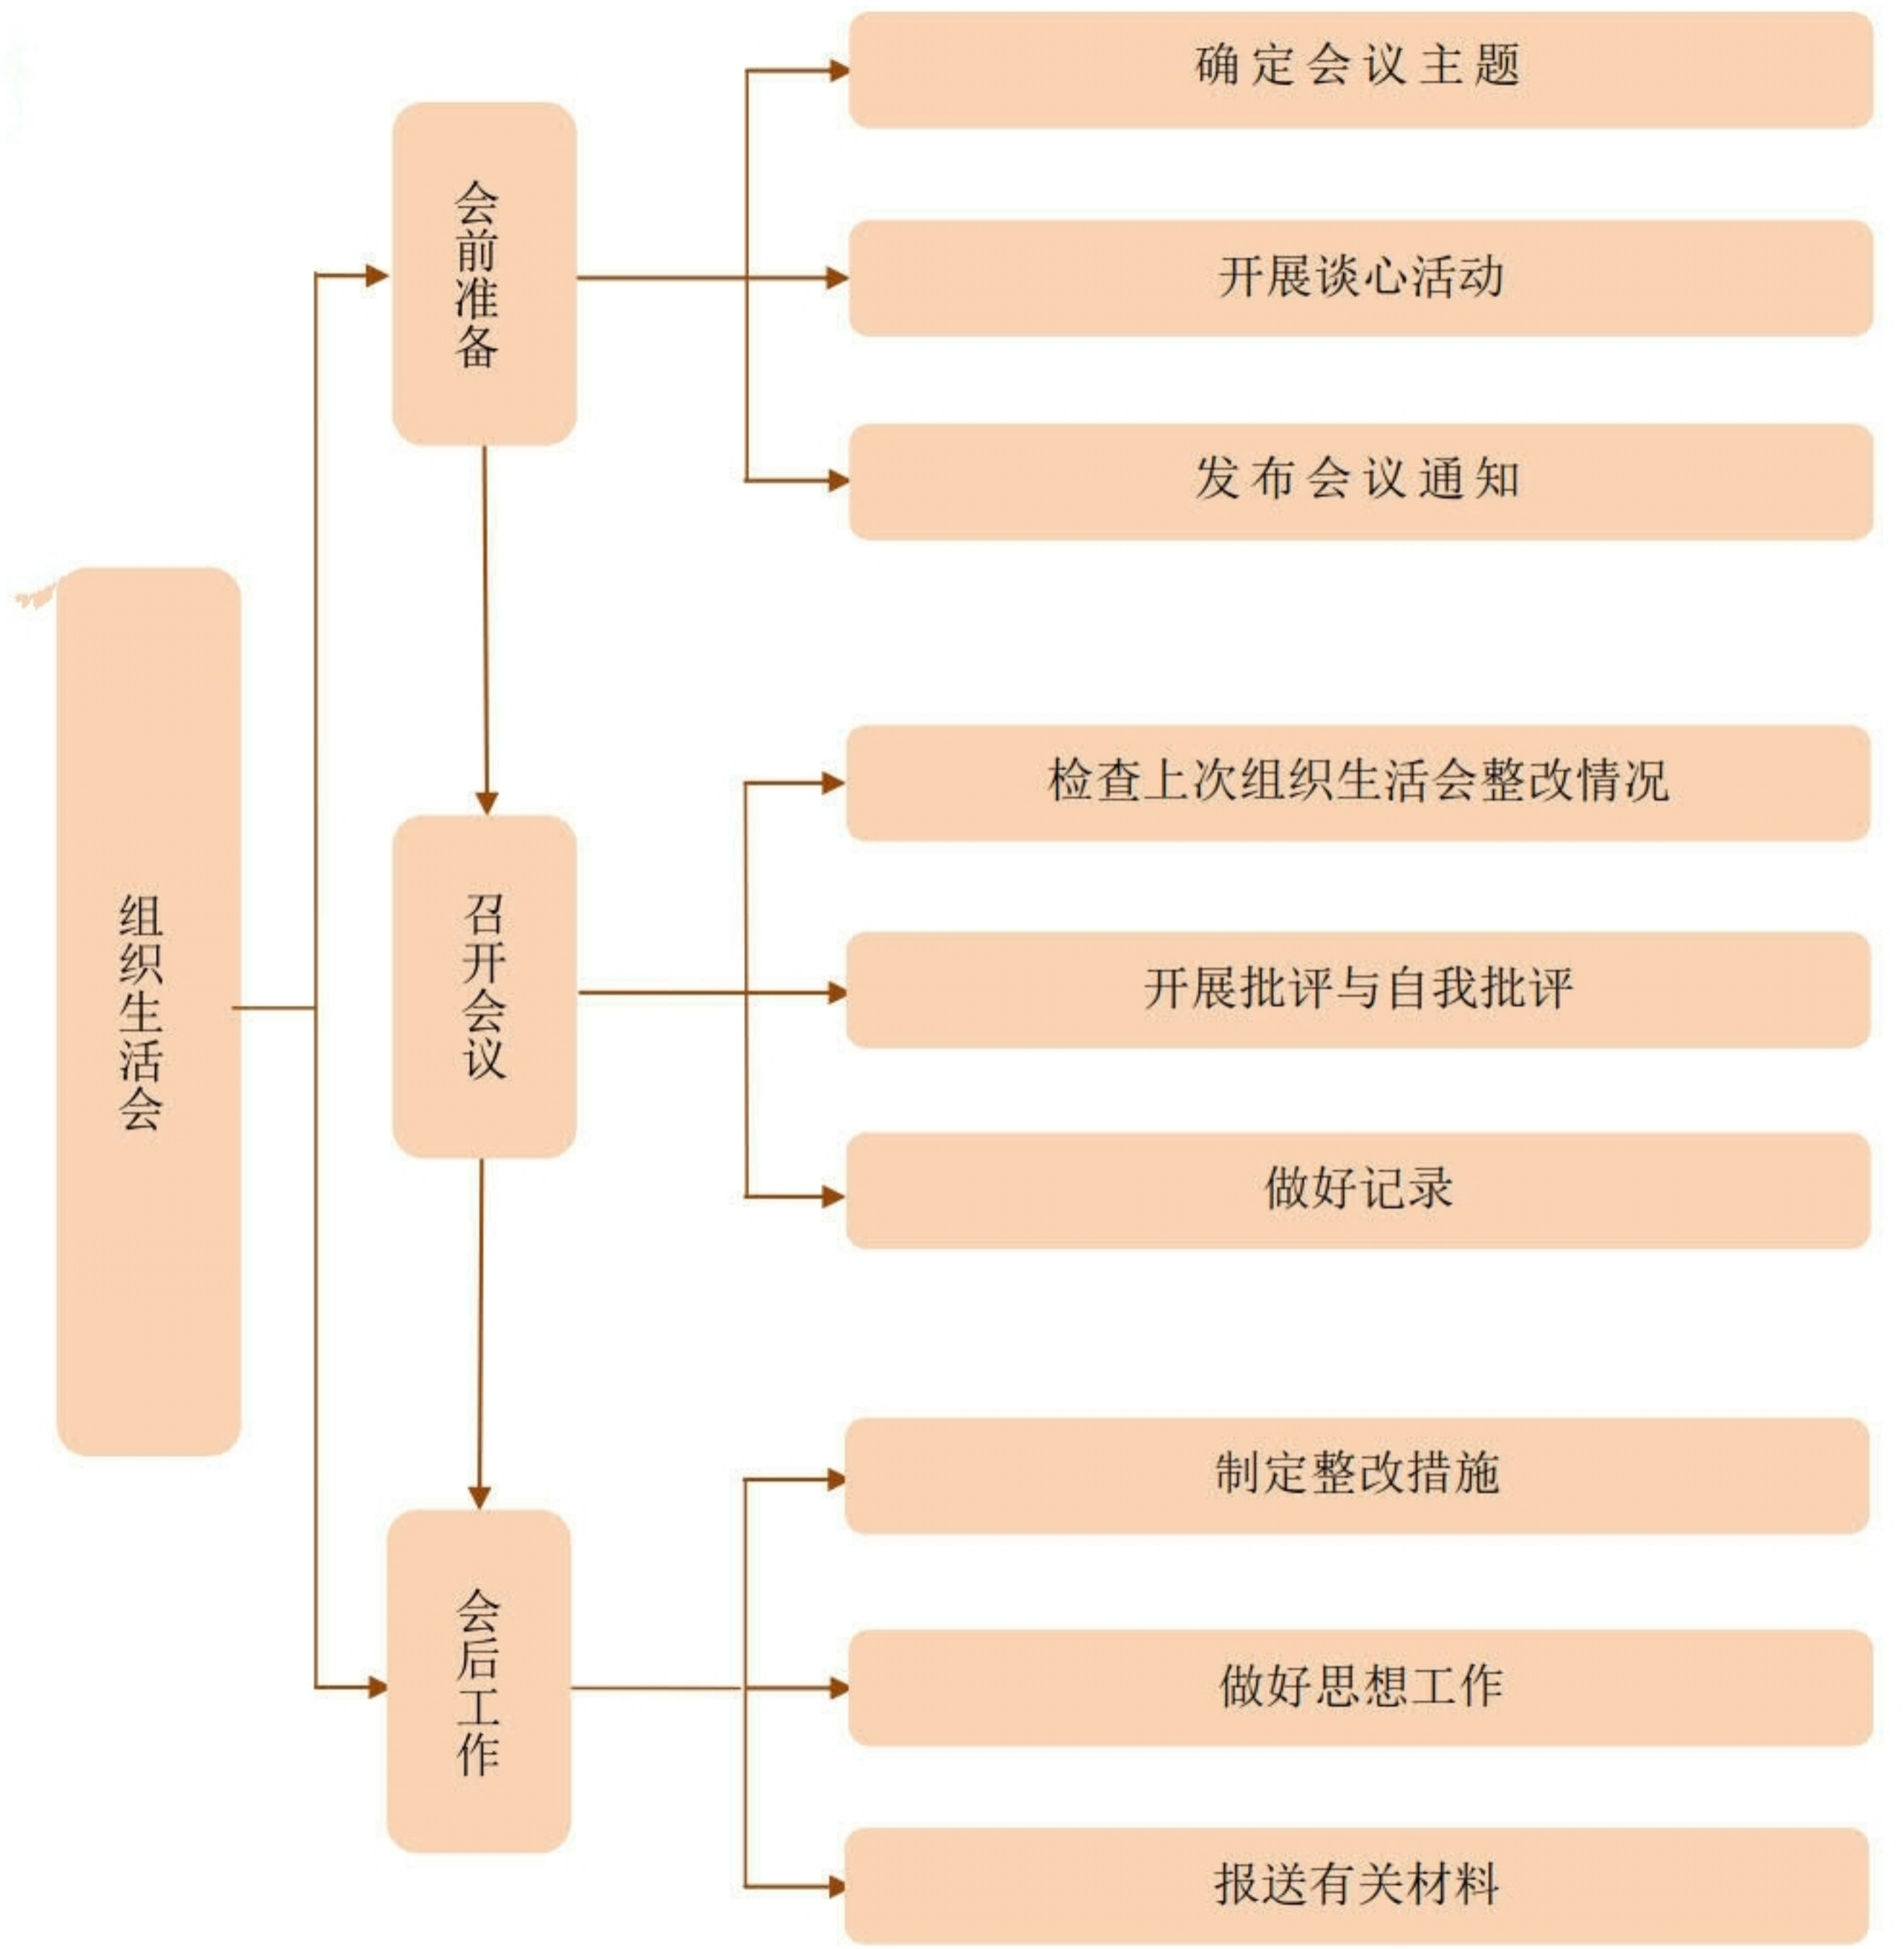 组织生活会
会前准备
确定会议主题
开展谈心活动
发布会议通知
召开会议
检查上次组织生活会整改情况
开展批评与自我批评
做好记录
会后工作
制定整改措施
做好思想工作
报送有关材料